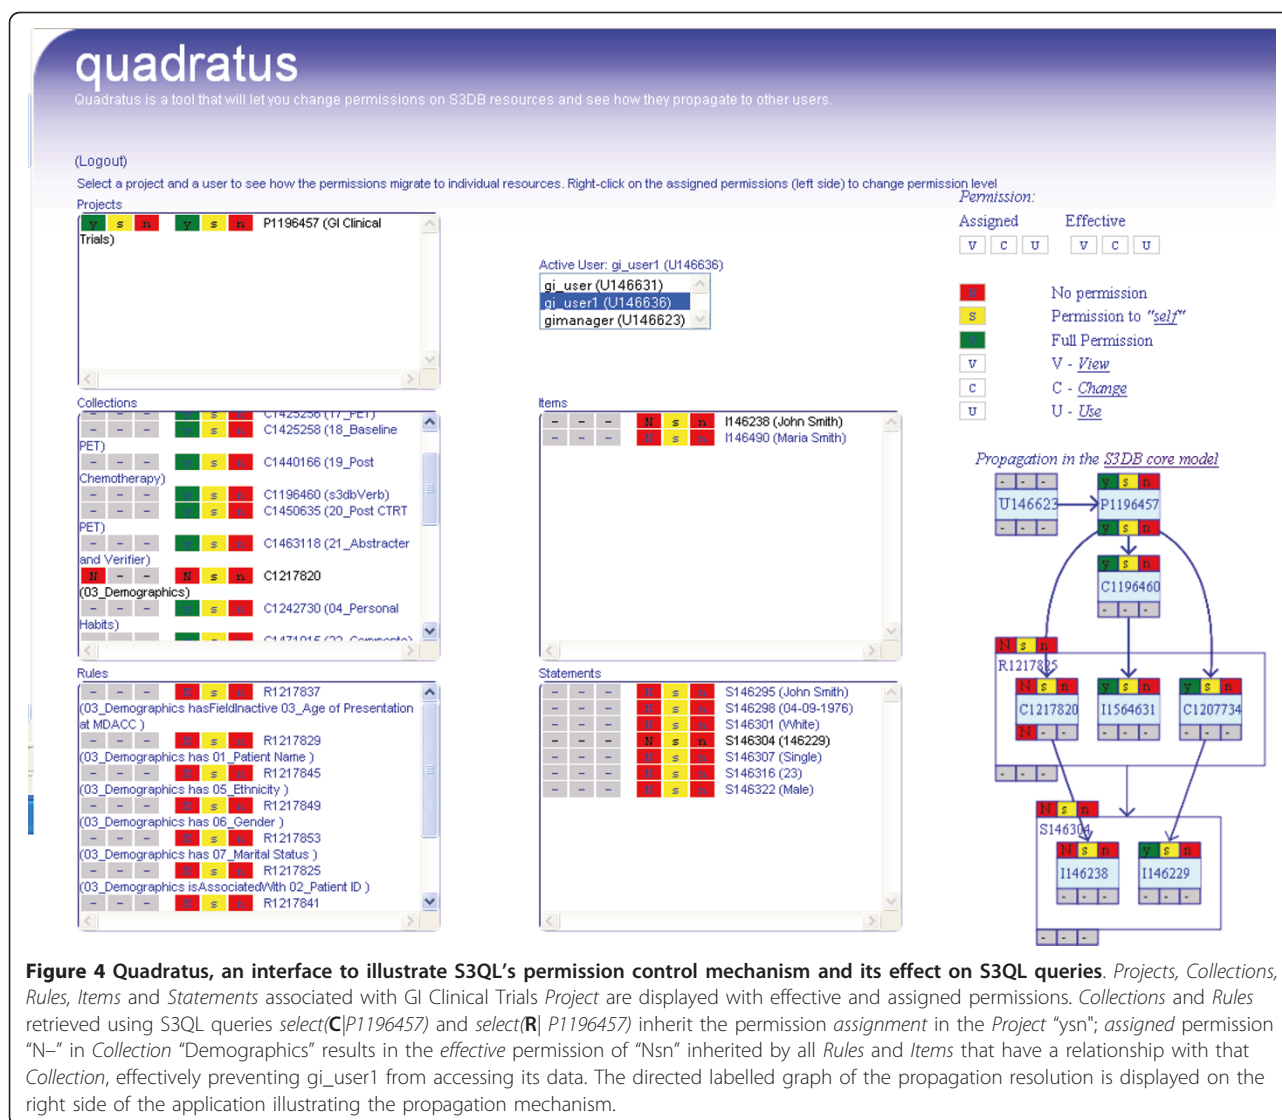 quadratus
Quadratus is a tool that will let you change permissions on S3DB resources and see how they propagate to other users.
(Logout)
Select a project and a user to see how the permissions migrate to individual resources. Right-click on the assigned permissions (left side) to change permission level
Projects
y s n y s n P1196457 (GI Clinical
Trials)
Active User: gi_user1 (U146636)
gi_user (U146631)
gi_user1 (U146636)
gimanager (U146623)
Permission:
Assigned Effective
V C U V C U
N No permission
S Permission to "self"
Full Permission
V V - View
C C - Change
U U - Use
Collections
- - - s n C1425256 (17_PET)
- - - s n C1425258 (18_Baseline
PET)
- - - s n C1440166 (19_Post
Chemotherapy)
- - - s n C1196460 (s3dbVerb)
- - - s n C1450635 (20_Post CTRT
PET)
- - - s n C1463118 (21_Abstracter
and Verifier)
N - - N s n C1217820
(03_Demographics)
- - - y s n C1242730 (04_Personal
Habits)
- - - s n C1471015 (22_Comments)
Items
- - - N s n I146238 (John Smith)
- - - N s n I146490 (Maria Smith)
Rules
- - - N s n R1217837
(03_Demographics hasFieldInactive 03_Age of Presentation
at MDACC )
- - - N s n R1217829
(03_Demographics has 01_Patient Name )
- - - N s n R1217845
(03_Demographics has 05_Ethnicity )
- - - N s n R1217849
(03_Demographics has 06_Gender )
- - - N s n R1217853
(03_Demographics has 07_Marital Status )
- - - N s n R1217825
(03_Demographics isAssociatedWith 02_Patient ID )
- - - N s n R1217841
Statements
- - - N s n S146295 (John Smith)
- - - N s n S146298 (04-09-1976)
- - - N s n S146301 (White)
- - - N s n S146304 (146229)
- - - N s n S146307 (Single)
- - - N s n S146316 (23)
- - - N s n S146322 (Male)
Propagation in the S3DB core model
- - - y s n
U146623 P1196457
y s n
y s n
C1196460
- - -
N s n
R1217825
N s n y s n y s n
C1217820 I1564631 C1207734
N - - - - - - - -
- - -
N s n
S146304
N s n y s n
I146238 I146229
- - - - - -
- - -
Figure 4 Quadratus, an interface to illustrate S3QL's permission control mechanism and its effect on S3QL queries. Projects, Collections,
Rules, Items and Statements associated with GI Clinical Trials Project are displayed with effective and assigned permissions. Collections and Rules
retrieved using S3QL queries select(C|P1196457) and select(R| P1196457) inherit the permission assignment in the Project "ysn"; assigned permission
"N–" in Collection "Demographics" results in the effective permission of "Nsn" inherited by all Rules and Items that have a relationship with that
Collection, effectively preventing gi_user1 from accessing its data. The directed labelled graph of the propagation resolution is displayed on the
right side of the application illustrating the propagation mechanism.